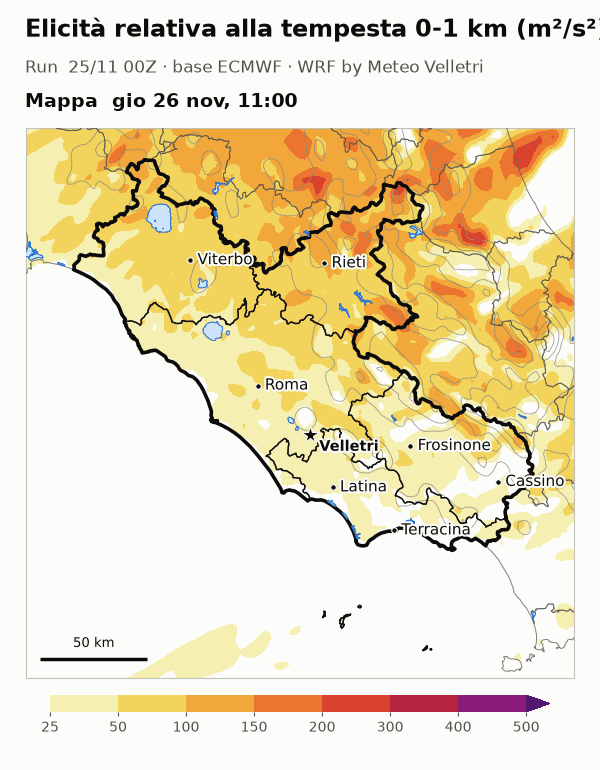 Elicità relativa alla tempesta 0-1 km (m²/s²)
Run  25/11 00Z · base ECMWF · WRF by Meteo Velletri
Mappa  gio 26 nov, 11:00
Viterbo
Rieti
Roma
Velletri
Frosinone
Cassino
Latina
Terracina
50 km
25 50 100 150 200 300 400 500